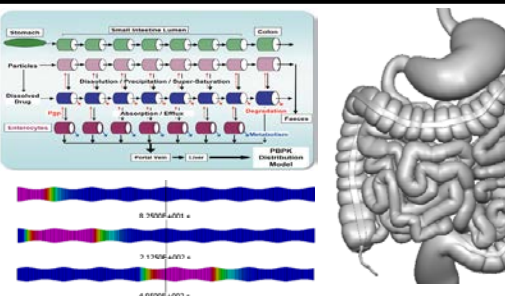 Stomach
Small Intestine Lumen
Colon
Particles
Dissolution / Precipitation / Super-Saturation
Dissolved Drug
Pgp
Absorption / Efflux
Degradation
Faeces
Enterocytes
Metabolism
Portal Vein
Liver
PBPK
Distribution
Model
8.2500E+001 s
2.1250E+002 s